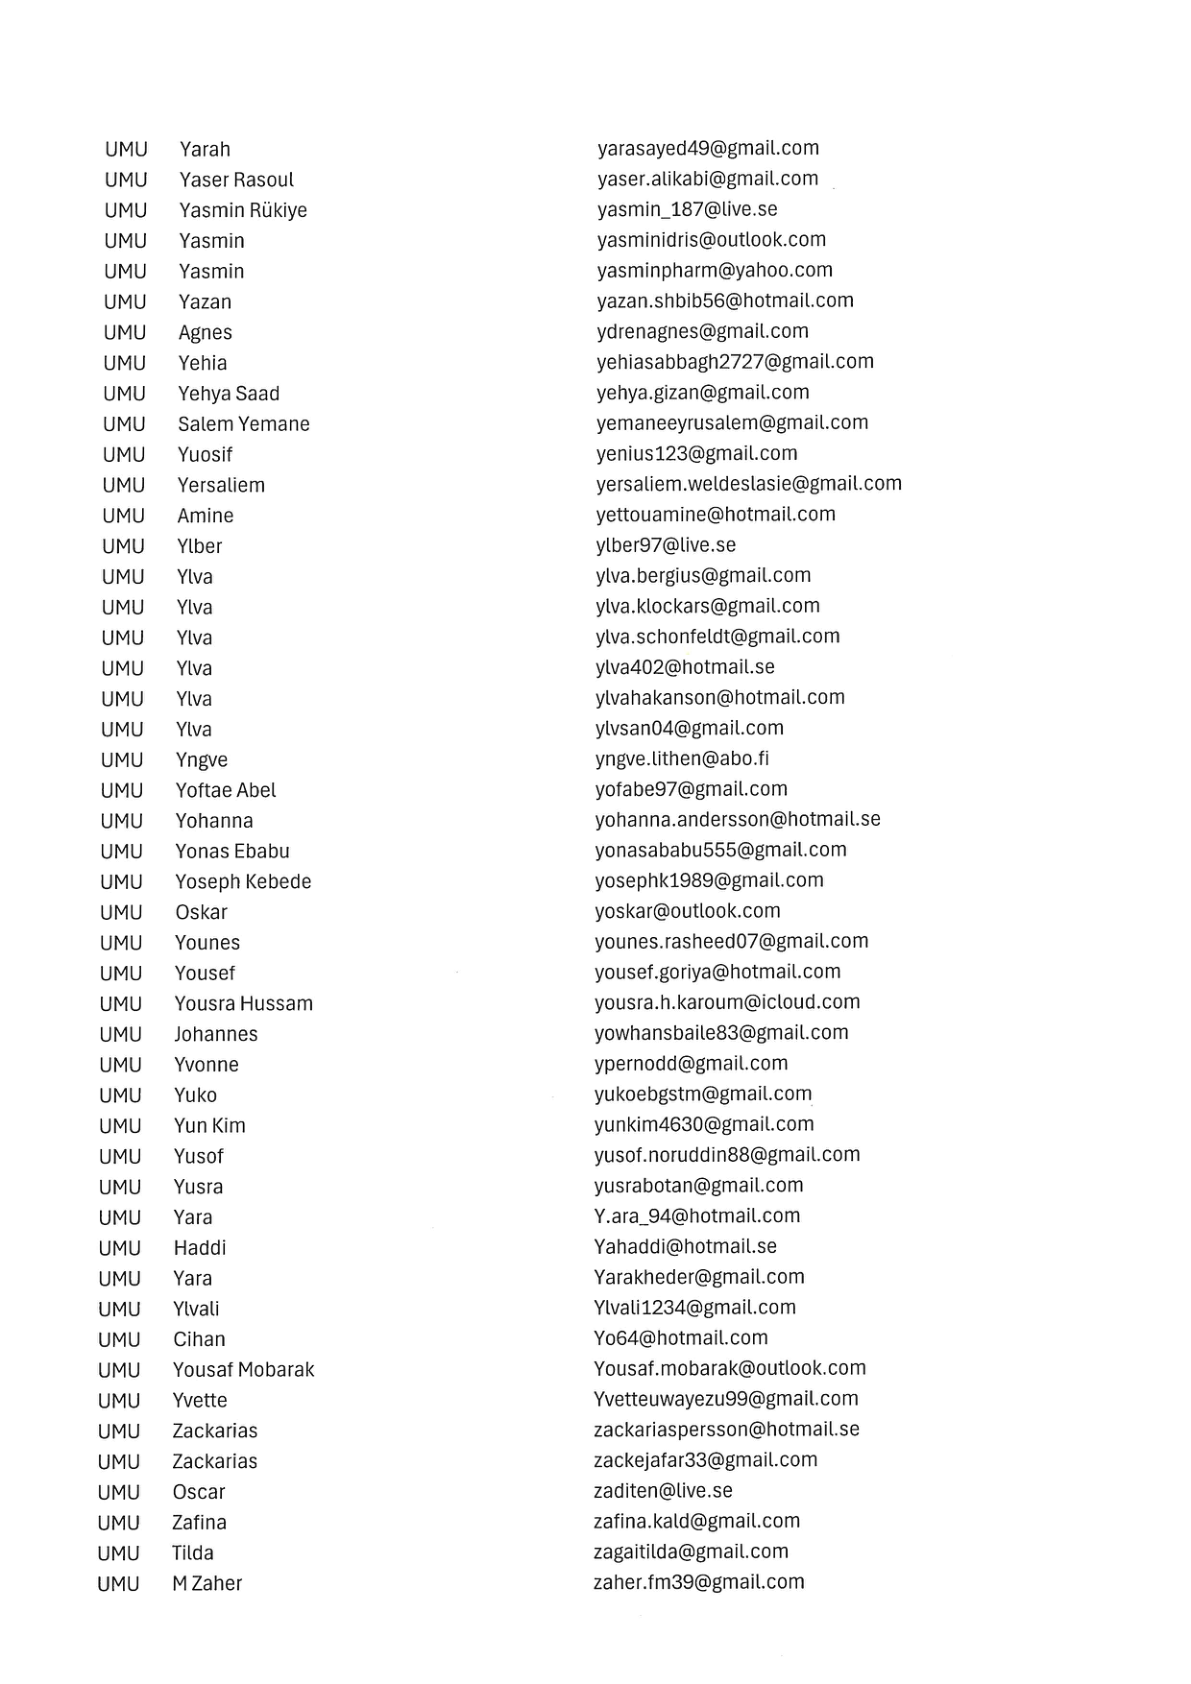 UMU Yarah yarasayed49@gmail.com
UMU Yaser Rasoul yaser.alikabi@gmail.com
UMU Yasmin Rükiye yasmin_187@live.se
UMU Yasmin yasminidris@outlook.com
UMU Yasmin yasminpharm@yahoo.com
UMU Yazan yazan.shbib56@hotmail.com
UMU Agnes ydrenagnes@gmail.com
UMU Yehia yehiasabbagh2727@gmail.com
UMU Yehya Saad yehya.gizan@gmail.com
UMU Salem Yemane yemaneeyrusalem@gmail.com
UMU Yuosif yenius123@gmail.com
UMU Yersaliem yersaliem.weldeslasie@gmail.com
UMU Amine yettouamine@hotmail.com
UMU Ylber ylber97@live.se
UMU Ylva ylva.bergius@gmail.com
UMU Ylva ylva.klockars@gmail.com
UMU Ylva ylva.schonfeldt@gmail.com
UMU Ylva ylva402@hotmail.se
UMU Ylva ylvahakanson@hotmail.com
UMU Ylva ylvsan04@gmail.com
UMU Yngve yngve.lithen@abo.fi
UMU Yoftae Abel yofabe97@gmail.com
UMU Yohanna yohanna.andersson@hotmail.se
UMU Yonas Ebabu yonasababu555@gmail.com
UMU Yoseph Kebede yosephk1989@gmail.com
UMU Oskar yoskar@outlook.com
UMU Younes younes.rasheed07@gmail.com
UMU Yousef yousef.goriya@hotmail.com
UMU Yousra Hussam yousra.h.karoum@icloud.com
UMU Johannes yowhansbaile83@gmail.com
UMU Yvonne ypernodd@gmail.com
UMU Yuko yukoebgstm@gmail.com
UMU Yun Kim yunkim4630@gmail.com
UMU Yusof yusof.noruddin88@gmail.com
UMU Yusra yusrabotan@gmail.com
UMU Yara Y.ara_94@hotmail.com
UMU Haddi Yahaddi@hotmail.se
UMU Yara Yarakheder@gmail.com
UMU Ylvali Ylvali1234@gmail.com
UMU Cihan Yo64@hotmail.com
UMU Yousaf Mobarak Yousaf.mobarak@outlook.com
UMU Yvette Yvetteuwayezu99@gmail.com
UMU Zackarias zackariaspersson@hotmail.se
UMU Zackarias zackejafar33@gmail.com
UMU Oscar zaditen@live.se
UMU Zafina zafina.kald@gmail.com
UMU Tilda zagaitilda@gmail.com
UMU M Zaher zaher.fm39@gmail.com